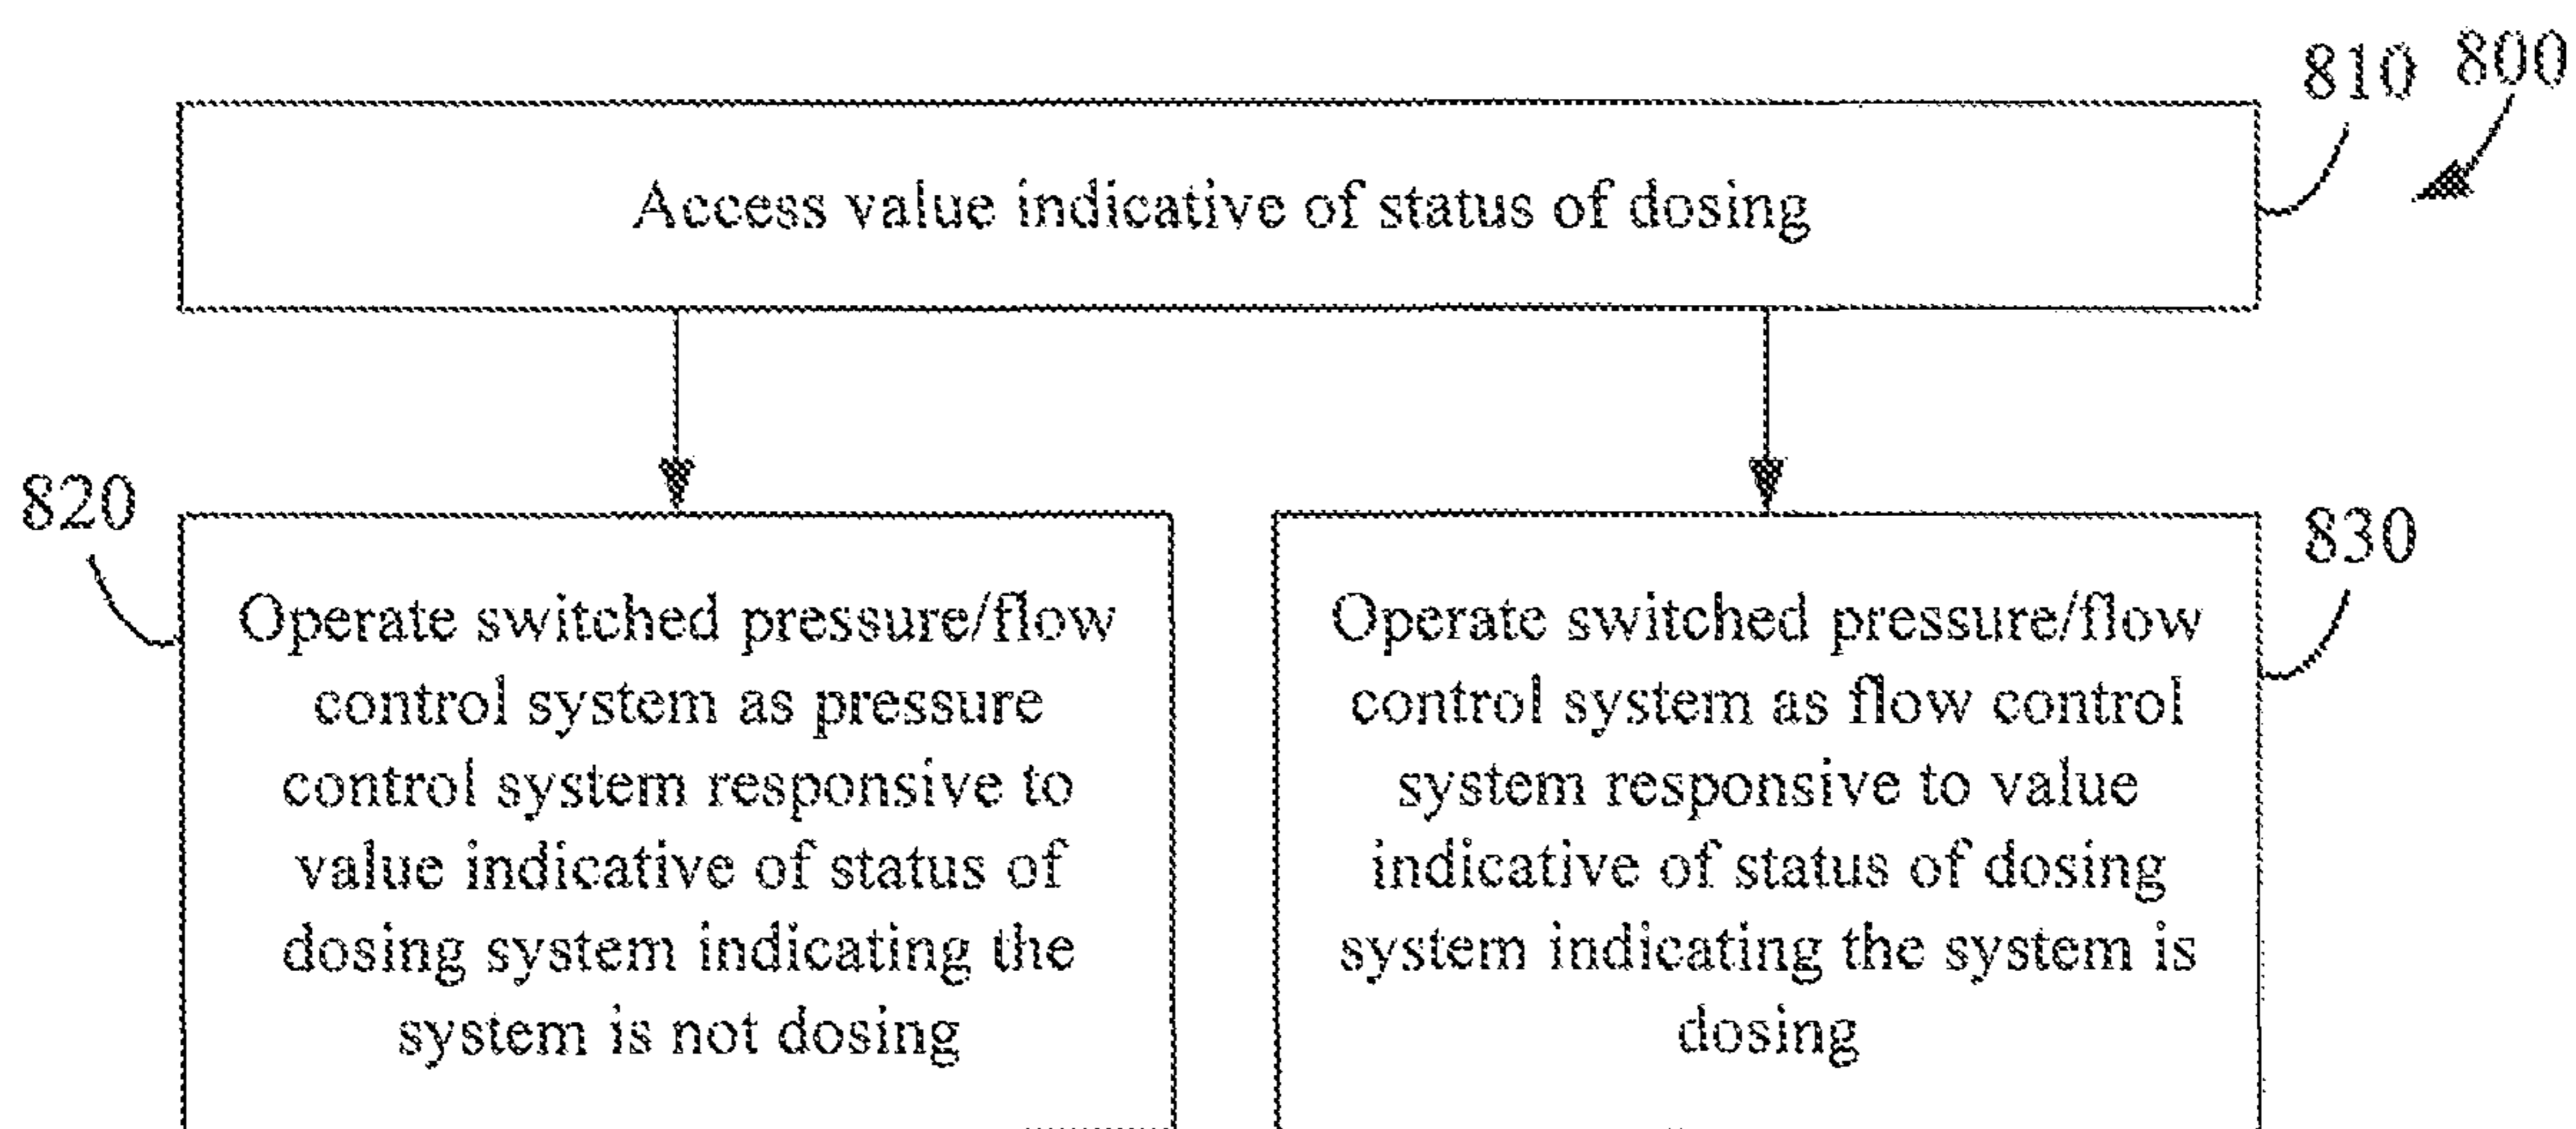 810 800
Access value indicative of status of dosing
820
830
Operate switched pressure/flow
control system as pressure
control system responsive to
value indicative of status of
dosing system indicating the
system is not dosing
Operate switched pressure/flow
control system as flow control
system responsive to value
indicative of status of dosing
system indicating the system is
dosing